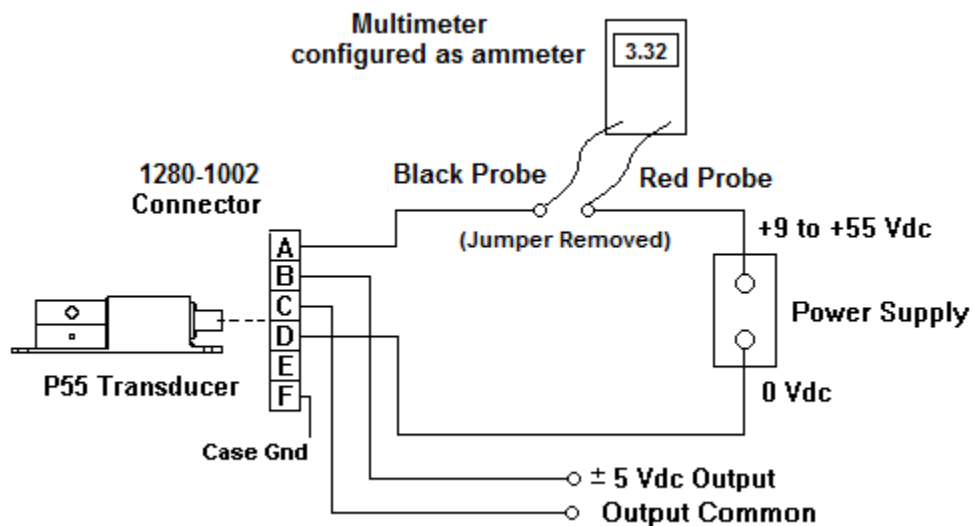 Multimeter
configured as ammeter
3.32
1280-1002
Connector
Black Probe
Red Probe
(Jumper Removed)
+9 to +55 Vdc
A
B
C
D
E
F
Power Supply
P55 Transducer
0 Vdc
Case Gnd
± 5 Vdc Output
Output Common